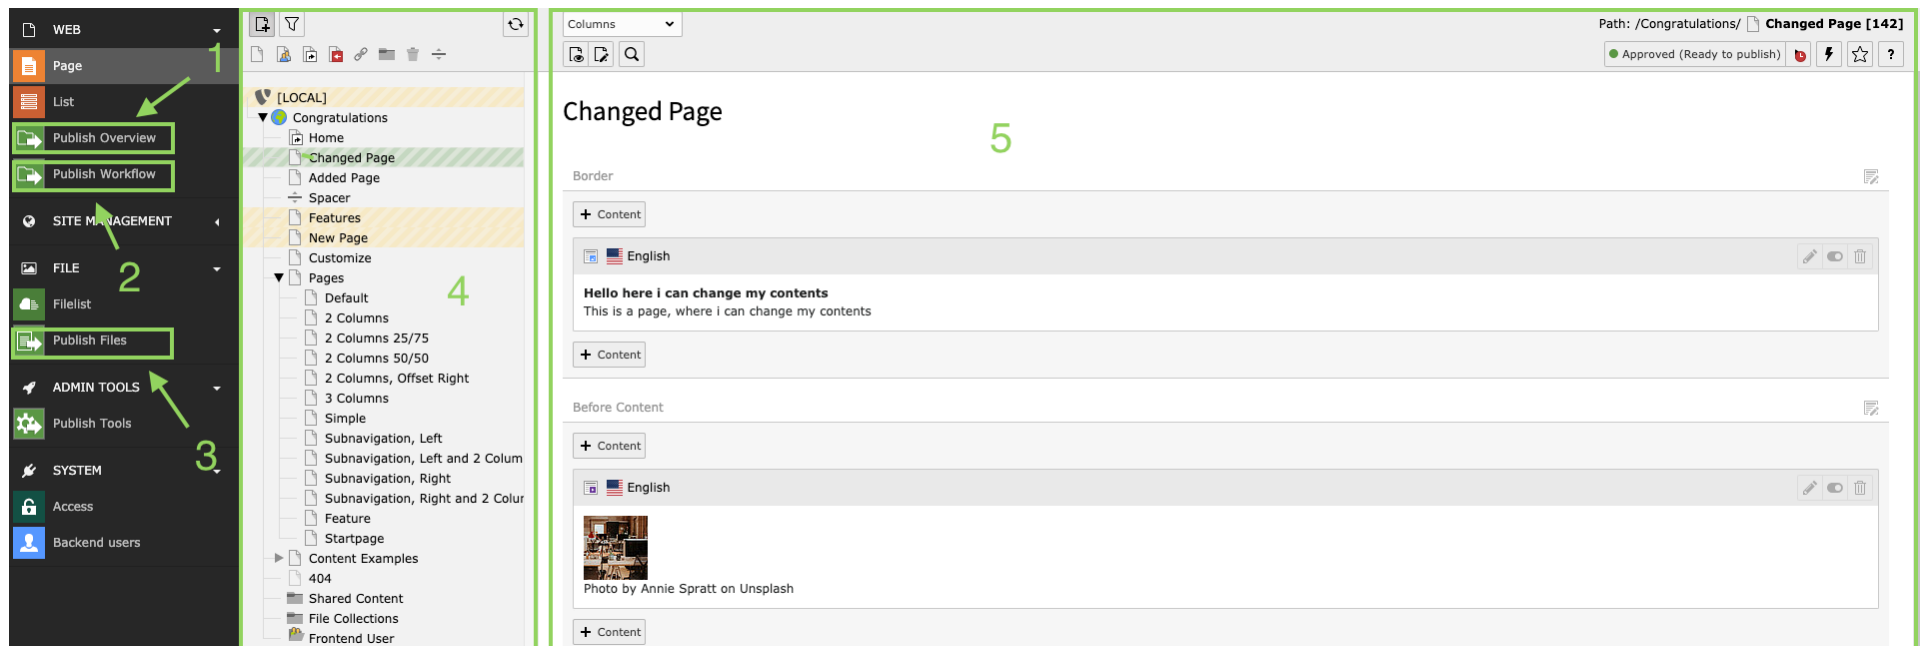 WEB
Page
List
Publish Overview
Publish Workflow
SITE MANAGEMENT
FILE
Filelist
Publish Files
ADMIN TOOLS
Publish Tools
SYSTEM
Access
Backend users
1
2
3
[LOCAL]
Congratulations
Home
Changed Page
Added Page
Spacer
Features
New Page
Customize
Pages
Default
2 Columns
2 Columns 25/75
2 Columns 50/50
2 Columns, Offset Right
3 Columns
Simple
Subnavigation, Left
Subnavigation, Left and 2 Colum
Subnavigation, Right
Subnavigation, Right and 2 Colur
Feature
Startpage
Content Examples
404
Shared Content
File Collections
Frontend User
4
Columns
Path: /Congratulations/ Changed Page [142]
Approved (Ready to publish)
?
Changed Page
5
Border
+ Content
English
Hello here i can change my contents
This is a page, where i can change my contents
+ Content
Before Content
+ Content
English
Photo by Annie Spratt on Unsplash
+ Content